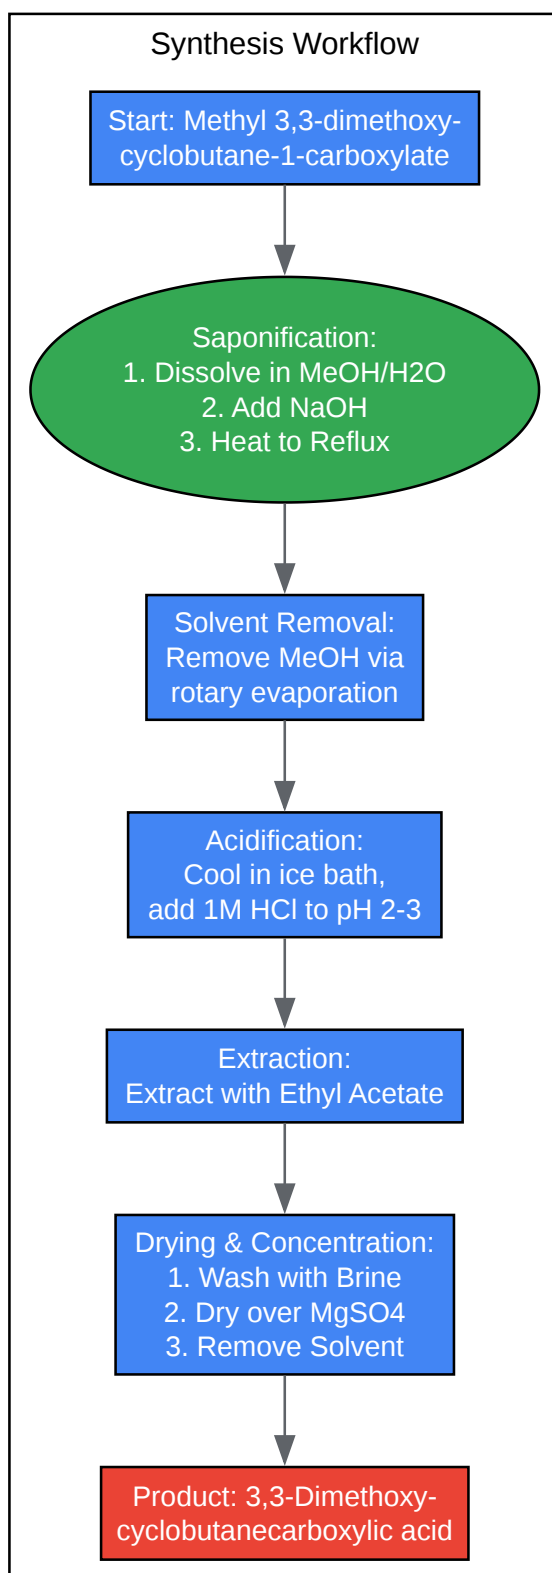 Synthesis Workflow
Start: Methyl 3,3-dimethoxy-
cyclobutane-1-carboxylate
Saponification:
1. Dissolve in MeOH/H2O
2. Add NaOH
3. Heat to Reflux
Solvent Removal:
Remove MeOH via
rotary evaporation
Acidification:
Cool in ice bath,
add 1M HCl to pH 2-3
Extraction:
Extract with Ethyl Acetate
Drying & Concentration:
1. Wash with Brine
2. Dry over MgSO4
3. Remove Solvent
Product: 3,3-Dimethoxy-
cyclobutanecarboxylic acid